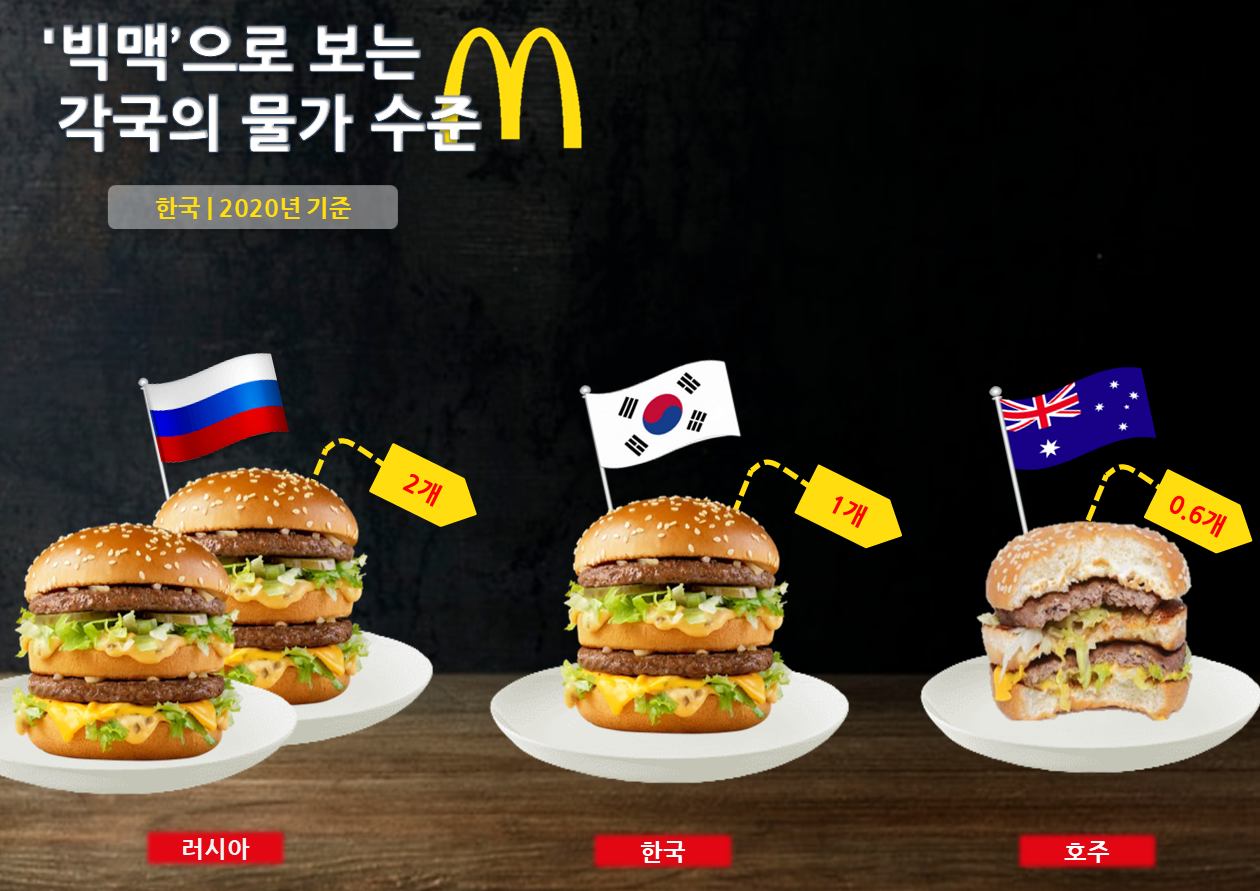 ‘빅맥’으로 보는
각국의 물가 수준
한국 | 2020년 기준
2개
1개
0.6개
러시아
한국
호주